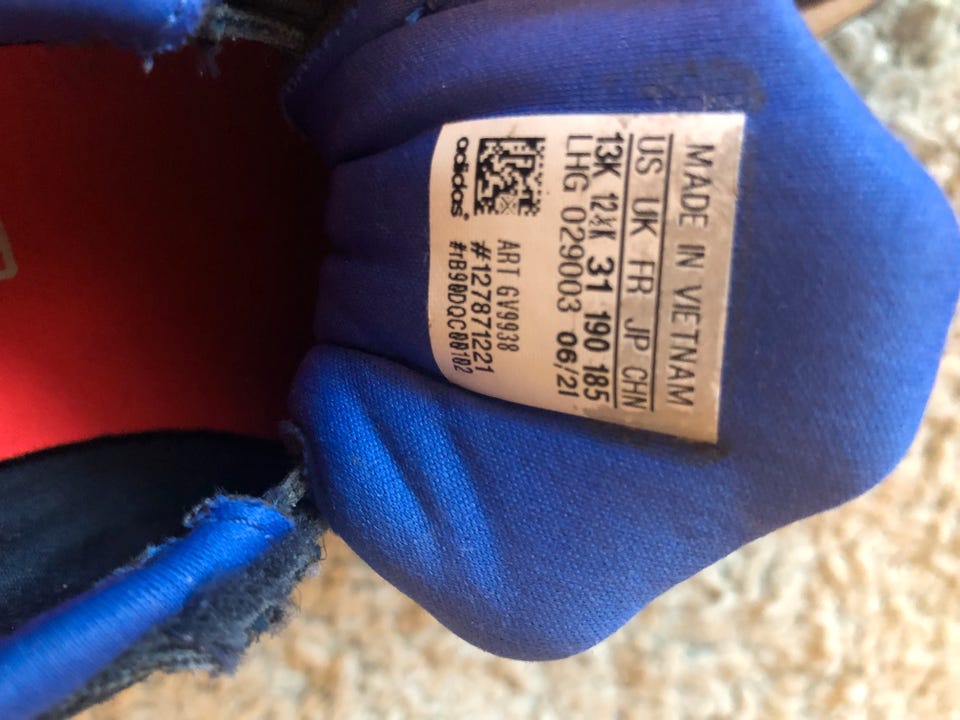 MADE IN VIETNAM
US UK FR JP CHN
13K 12½K 31 190 185
LHG 029003 06/21
ART GV9938
#127871221
#rB90DQC00102
adidas®